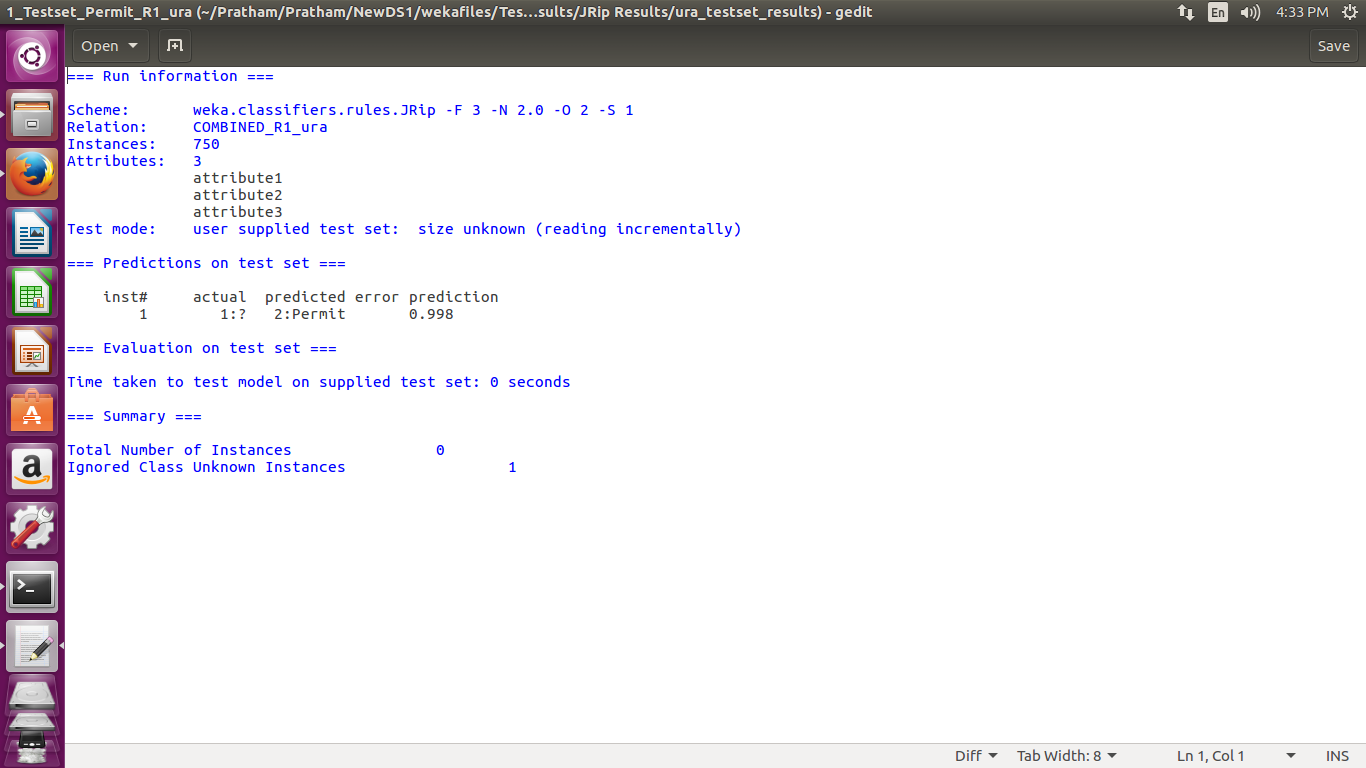 1_Testset_Permit_R1_ura (~/Pratham/Pratham/NewDS1/wekafiles/Tes...sults/JRip Results/ura_testset_results) - gedit
En
4:33 PM
Open
Save
=== Run information ===
Scheme:       weka.classifiers.rules.JRip -F 3 -N 2.0 -O 2 -S 1
Relation:     COMBINED_R1_ura
Instances:    750
Attributes:   3
              attribute1
              attribute2
              attribute3
Test mode:    user supplied test set:  size unknown (reading incrementally)
=== Predictions on test set ===
    inst#     actual  predicted error prediction
        1        1:?   2:Permit       0.998
=== Evaluation on test set ===
Time taken to test model on supplied test set: 0 seconds
=== Summary ===
Total Number of Instances                0
Ignored Class Unknown Instances                  1
Diff
Tab Width: 8
Ln 1, Col 1
INS